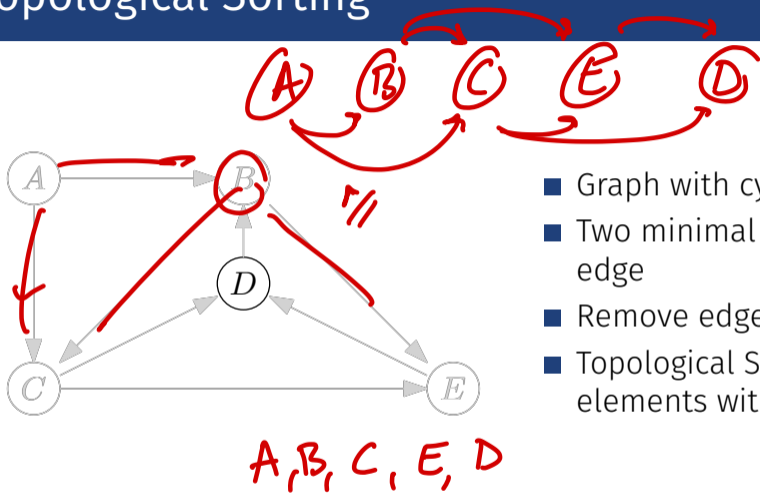 opological Sorting
A B C E D
A B
D
C E
Graph with cy
Two minimal
edge
Remove edge
Topological S
elements wit
A, B, C, E, D